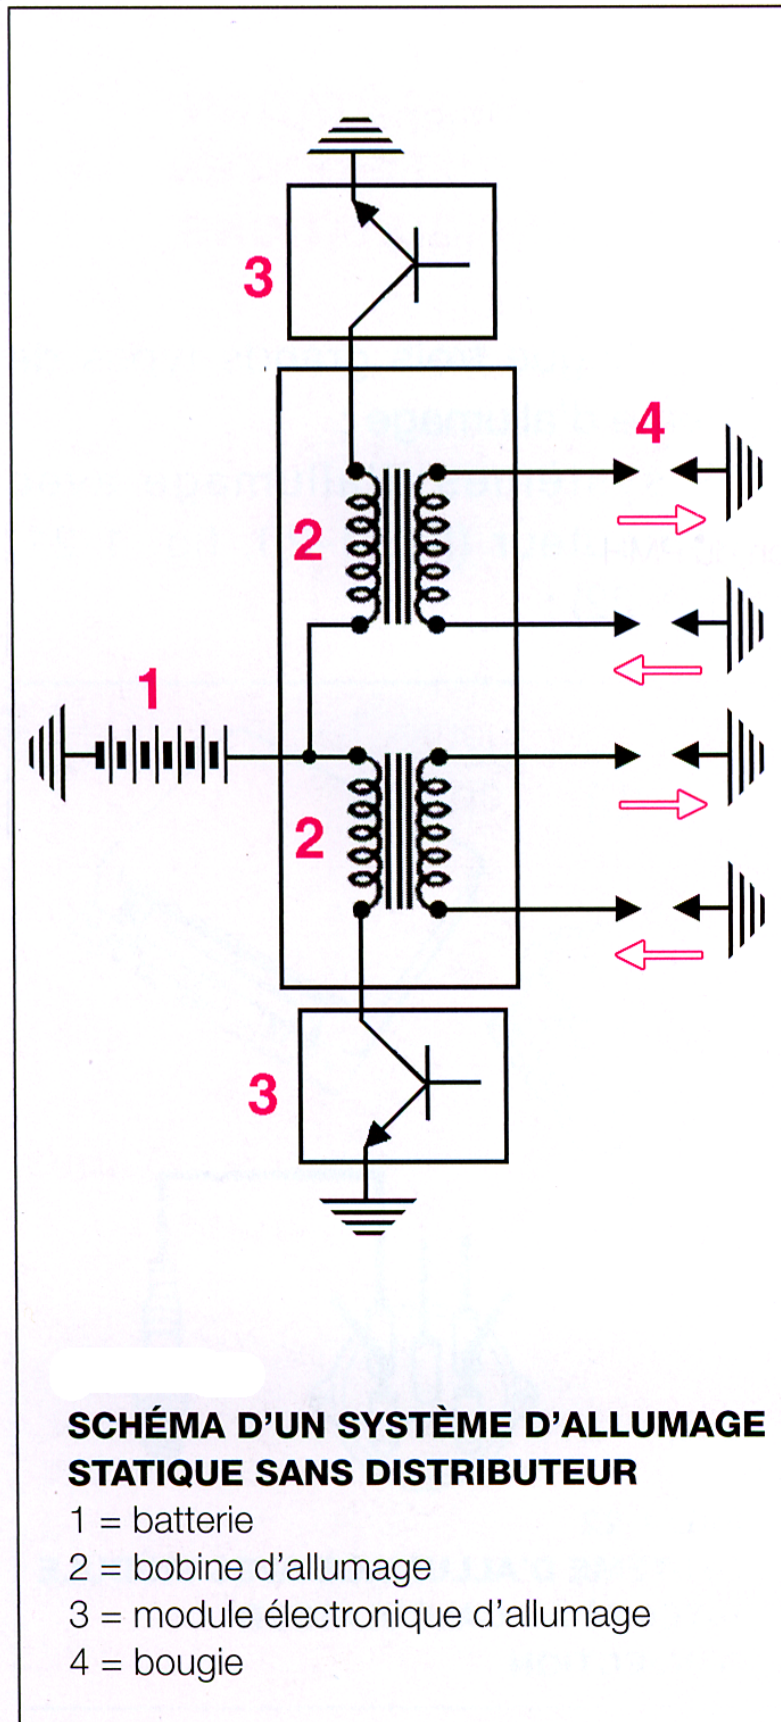 3
4
2
1
2
3
SCHÉMA D'UN SYSTÈME D'ALLUMAGE
STATIQUE SANS DISTRIBUTEUR
1 = batterie
2 = bobine d'allumage
3 = module électronique d'allumage
4 = bougie